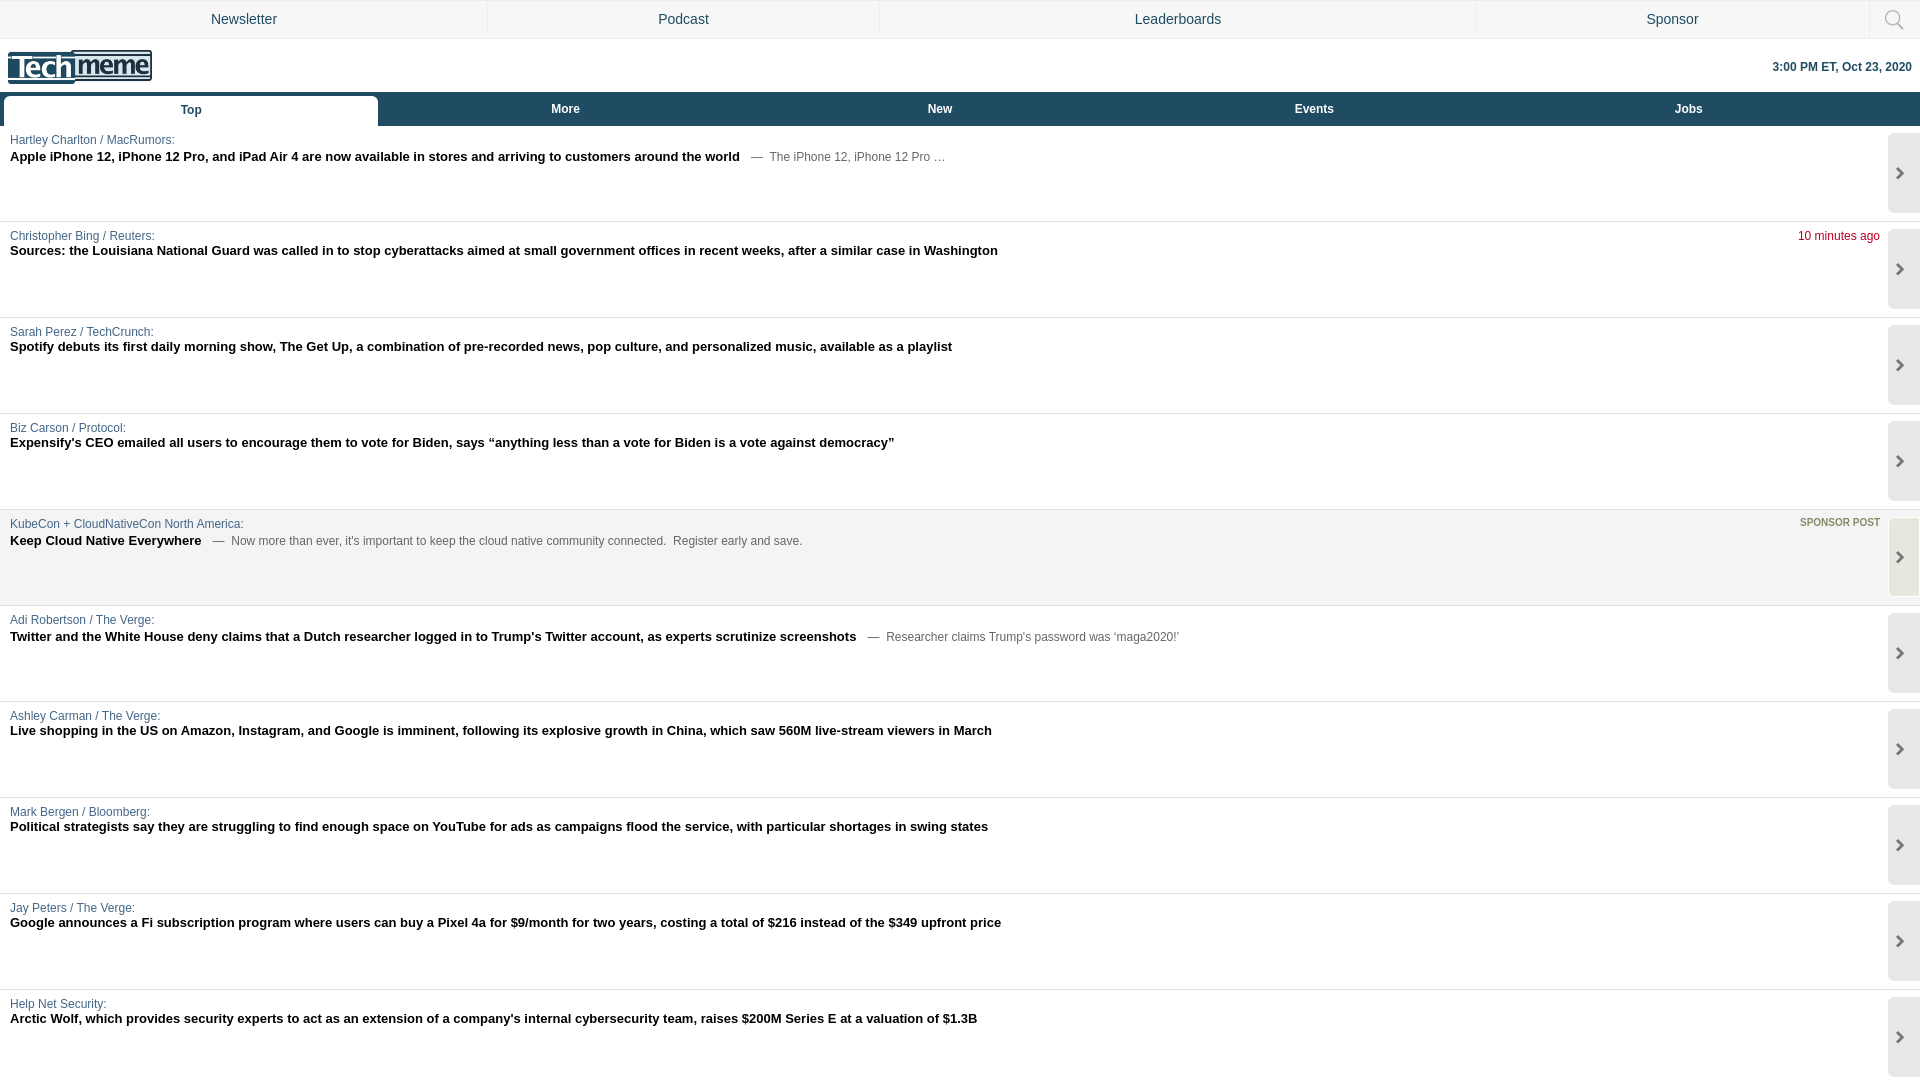 Newsletter Podcast Leaderboards Sponsor
Techmeme 3:00 PM ET, Oct 23, 2020
Top More New Events Jobs
Hartley Charlton / MacRumors:
Apple iPhone 12, iPhone 12 Pro, and iPad Air 4 are now available in stores and arriving to customers around the world — The iPhone 12, iPhone 12 Pro …
Christopher Bing / Reuters: 10 minutes ago
Sources: the Louisiana National Guard was called in to stop cyberattacks aimed at small government offices in recent weeks, after a similar case in Washington
Sarah Perez / TechCrunch:
Spotify debuts its first daily morning show, The Get Up, a combination of pre-recorded news, pop culture, and personalized music, available as a playlist
Biz Carson / Protocol:
Expensify's CEO emailed all users to encourage them to vote for Biden, says “anything less than a vote for Biden is a vote against democracy”
KubeCon + CloudNativeCon North America: SPONSOR POST
Keep Cloud Native Everywhere — Now more than ever, it's important to keep the cloud native community connected. Register early and save.
Adi Robertson / The Verge:
Twitter and the White House deny claims that a Dutch researcher logged in to Trump's Twitter account, as experts scrutinize screenshots — Researcher claims Trump's password was ‘maga2020!’
Ashley Carman / The Verge:
Live shopping in the US on Amazon, Instagram, and Google is imminent, following its explosive growth in China, which saw 560M live-stream viewers in March
Mark Bergen / Bloomberg:
Political strategists say they are struggling to find enough space on YouTube for ads as campaigns flood the service, with particular shortages in swing states
Jay Peters / The Verge:
Google announces a Fi subscription program where users can buy a Pixel 4a for $9/month for two years, costing a total of $216 instead of the $349 upfront price
Help Net Security:
Arctic Wolf, which provides security experts to act as an extension of a company's internal cybersecurity team, raises $200M Series E at a valuation of $1.3B